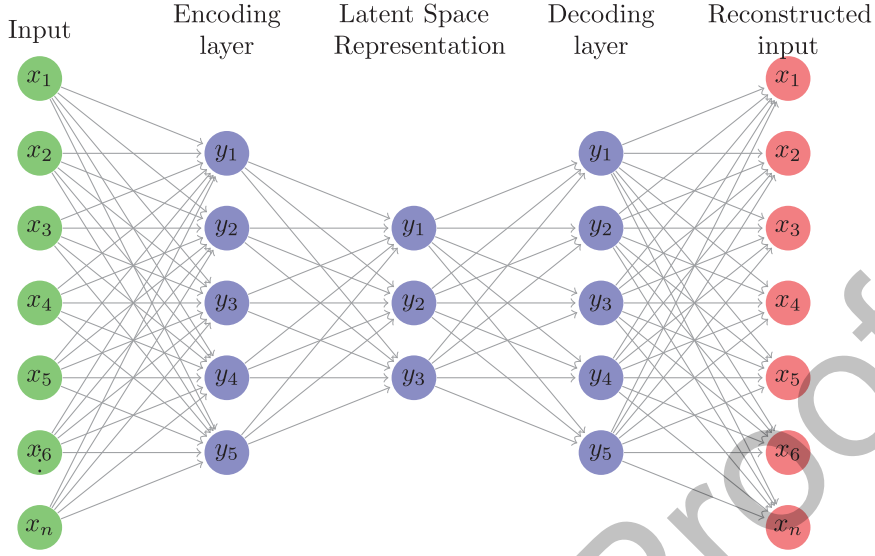 Input
Encoding
layer
Latent Space
Representation
Decoding
layer
Reconstructed
input
x₁
x₂
x₃
x₄
x₅
x₆
⋮
xₙ
y₁
y₂
y₃
y₄
y₅
y₁
y₂
y₃
y₁
y₂
y₃
y₄
y₅
x₁
x₂
x₃
x₄
x₅
x₆
xₙ
Proof